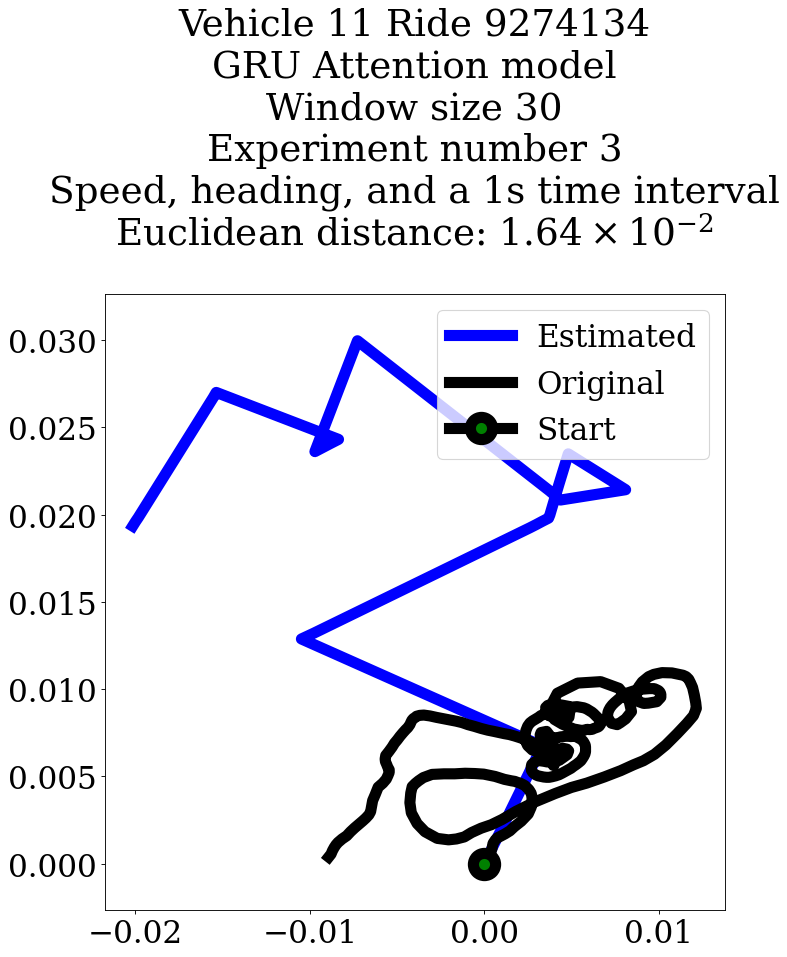 Vehicle 11 Ride 9274134
GRU Attention model
Window size 30
Experiment number 3
Speed, heading, and a 1s time interval
Euclidean distance: 1.64 × 10⁻²
Estimated
Original
Start
0.030
0.025
0.020
0.015
0.010
0.005
0.000
−0.02 −0.01 0.00 0.01